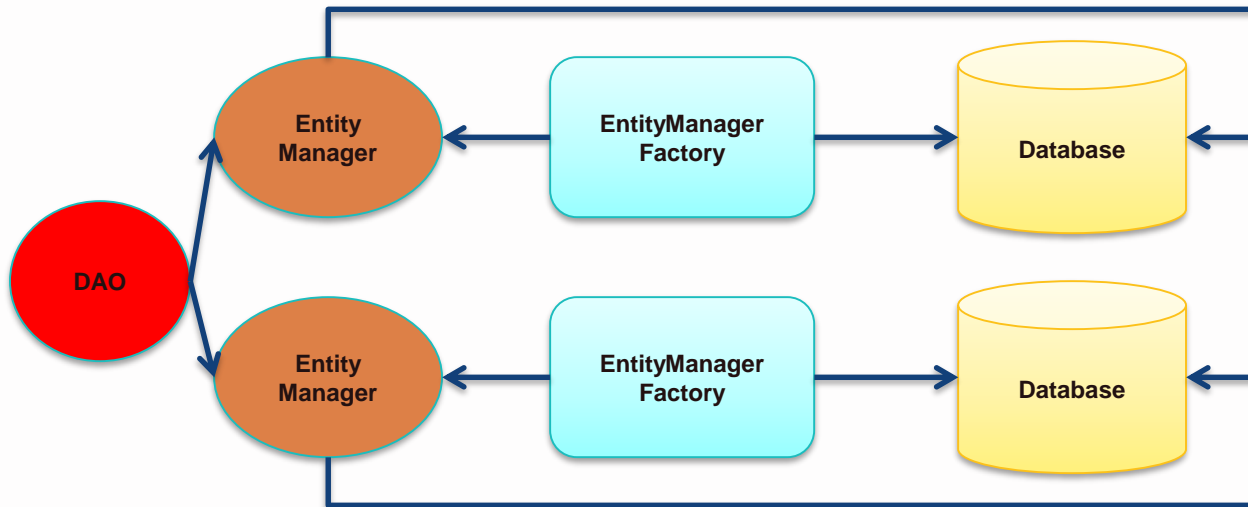 Entity
Manager
EntityManager
Factory
Database
DAO
Entity
Manager
EntityManager
Factory
Database